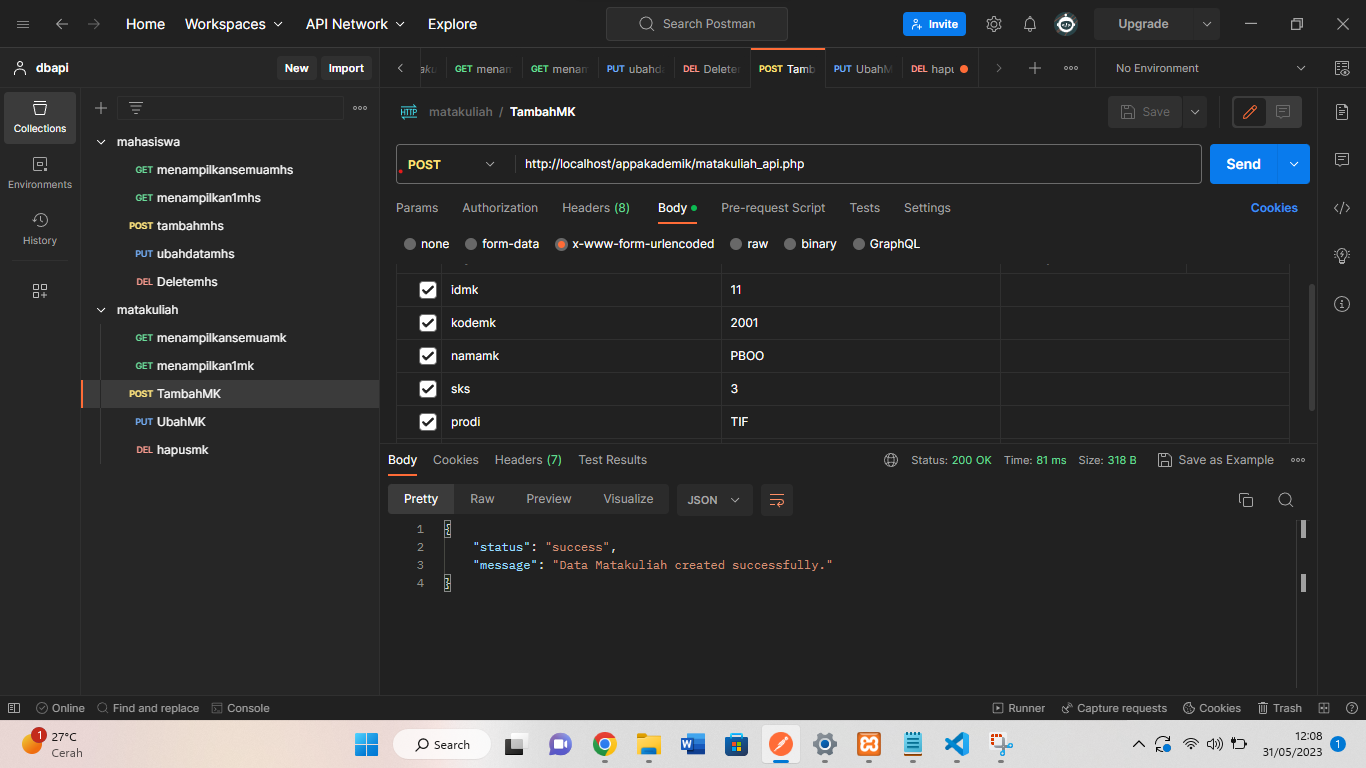 Home Workspaces API Network Explore Search Postman Invite Upgrade
dbapi New Import
GET menam GET menam PUT ubahd DEL Delete POST Tamb PUT UbahM DEL hapu No Environment
Collections
Environments
History
mahasiswa
GET menampilkansemuamhs
GET menampilkan1mhs
POST tambahmhs
PUT ubahdatamhs
DEL Deletemhs
matakuliah
GET menampilkansemuamk
GET menampilkan1mk
POST TambahMK
PUT UbahMK
DEL hapusmk
HTTP matakuliah / TambahMK Save
POST http://localhost/appakademik/matakuliah_api.php Send
Params Authorization Headers (8) Body Pre-request Script Tests Settings Cookies
none form-data x-www-form-urlencoded raw binary GraphQL
idmk 11
kodemk 2001
namamk PBOO
sks 3
prodi TIF
Body Cookies Headers (7) Test Results Status: 200 OK Time: 81 ms Size: 318 B Save as Example
Pretty Raw Preview Visualize JSON
1 {
2 "status": "success",
3 "message": "Data Matakuliah created successfully."
4 }
Online Find and replace Console Runner Capture requests Cookies Trash
1 27°C
Cerah
Search
12:08
31/05/2023 1